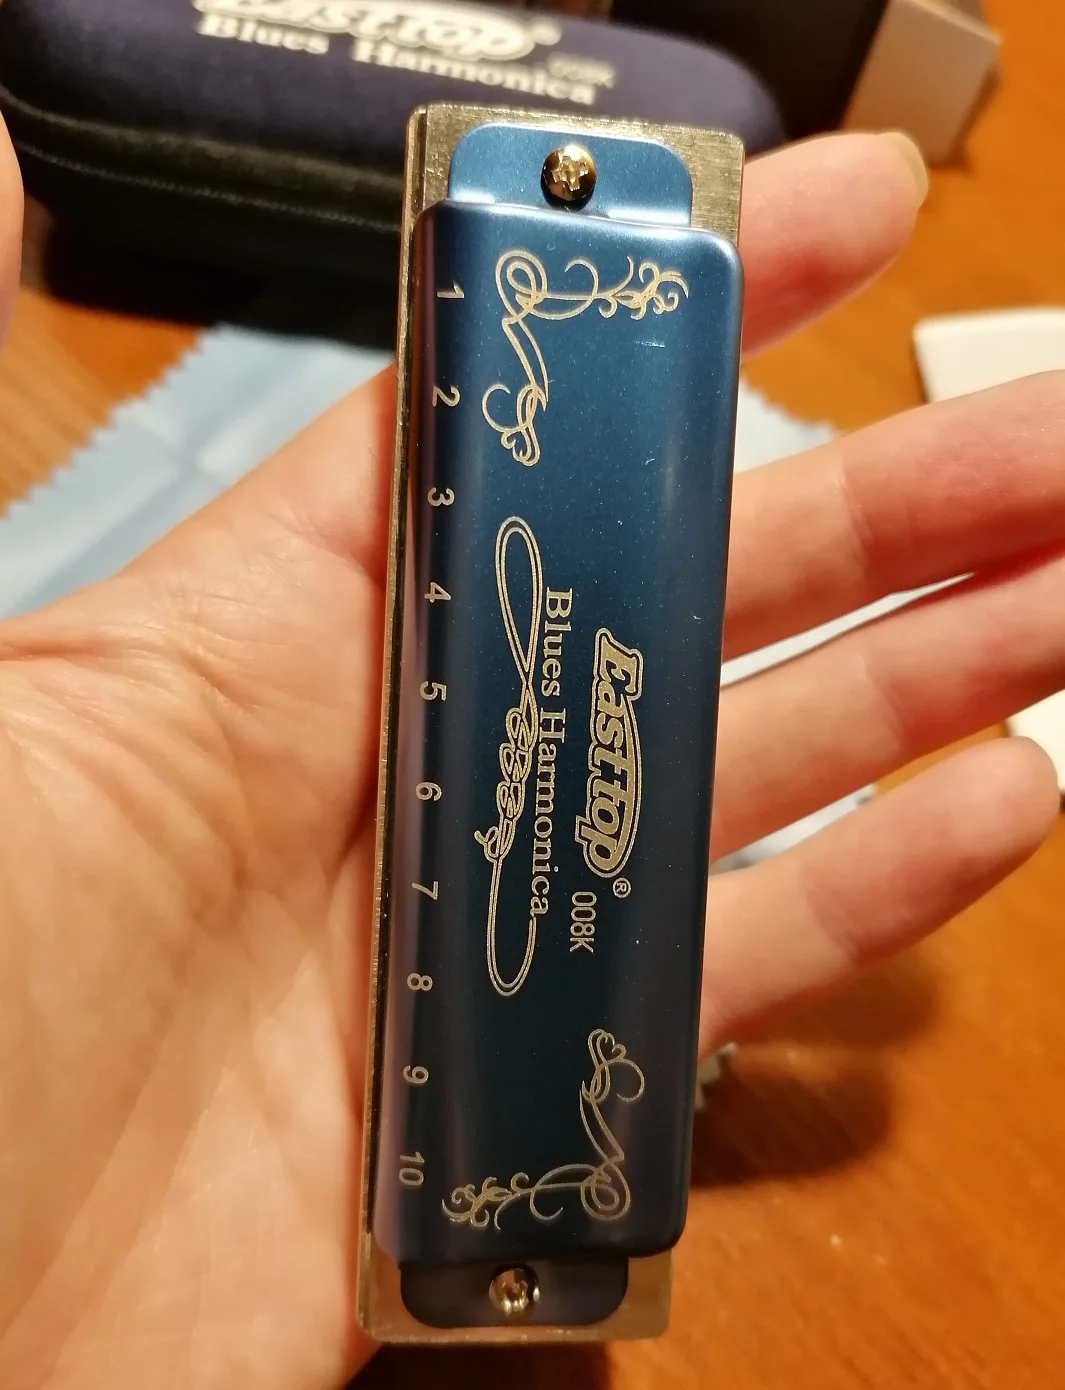 Easttop
Blues Harmonica
008K
1 2 3 4 5 6 7 8 9 10
Easttop®
008K
Blues Harmonica